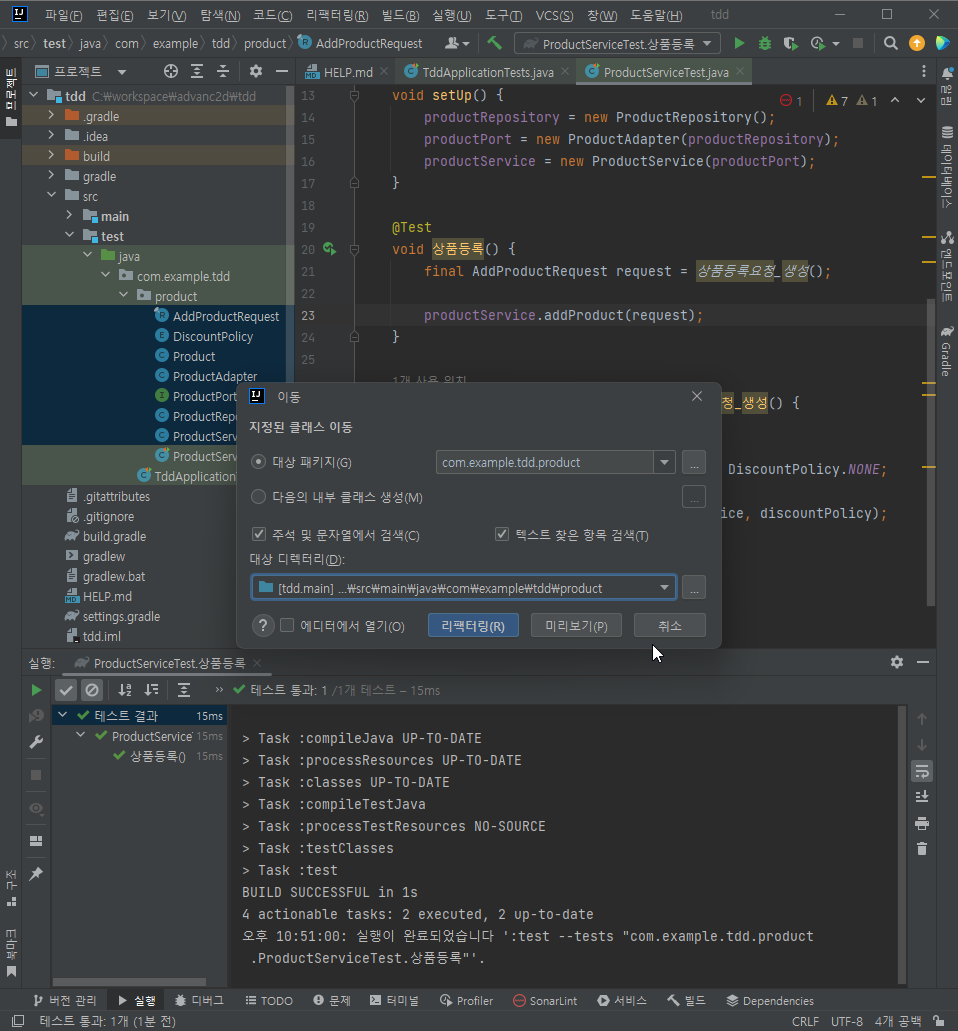 파일(F) 편집(E) 보기(V) 탐색(N) 코드(C) 리팩터링(R) 빌드(B) 실행(U) 도구(T) VCS(S) 창(W) 도움말(H) tdd
src test java com example tdd product AddProductRequest ProductServiceTest.상품등록
프로젝트
프로젝트
HELP.md TddApplicationTests.java ProductServiceTest.java
tdd C:\workspace\advanc2d\tdd
.gradle
.idea
build
gradle
src
main
test
java
com.example.tdd
product
AddProductRequest
DiscountPolicy
Product
ProductAdapter
ProductPort
ProductRepo
ProductServ
ProductServ
TddApplication
.gitattributes
.gitignore
build.gradle
gradlew
gradlew.bat
HELP.md
settings.gradle
tdd.iml
1 7 1
13 void setUp() {
14 productRepository = new ProductRepository();
15 productPort = new ProductAdapter(productRepository);
16 productService = new ProductService(productPort);
17 }
18
19 @Test
20 void 상품등록() {
21 final AddProductRequest request = 상품등록요청_생성();
22
23 productService.addProduct(request);
24 }
25
1개 사용 위치
청_생성() {
DiscountPolicy.NONE;
ice, discountPolicy);
알림
데이터베이스
엔드포인트
Gradle
이동
지정된 클래스 이동
대상 패키지(G) com.example.tdd.product ...
다음의 내부 클래스 생성(M) ...
주석 및 문자열에서 검색(C) 텍스트 찾은 항목 검색(T)
대상 디렉터리(D):
[tdd.main] ...\src\main\java\com\example\tdd\product ...
? 에디터에서 열기(O) 리팩터링(R) 미리보기(P) 취소
실행: ProductServiceTest.상품등록
테스트 통과: 1 /1개 테스트 – 15ms
테스트 결과 15ms
ProductService 15ms
상품등록() 15ms
> Task :compileJava UP-TO-DATE
> Task :processResources UP-TO-DATE
> Task :classes UP-TO-DATE
> Task :compileTestJava
> Task :processTestResources NO-SOURCE
> Task :testClasses
> Task :test
BUILD SUCCESSFUL in 1s
4 actionable tasks: 2 executed, 2 up-to-date
오후 10:51:00: 실행이 완료되었습니다 ':test --tests "com.example.tdd.product
.ProductServiceTest.상품등록"'.
구조
북마크
버전 관리 실행 디버그 TODO 문제 터미널 Profiler SonarLint 서비스 빌드 Dependencies
테스트 통과: 1개 (1분 전) CRLF UTF-8 4개 공백